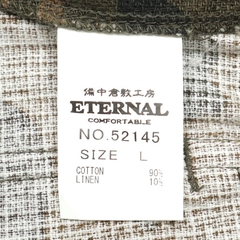 備中倉敷工房
ETERNAL
COMFORTABLE
NO.52145
SIZE L
COTTON 90%
LINEN 10%